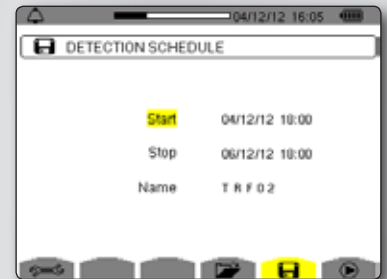 04/12/12 16:05
DETECTION SCHEDULE
Start 04/12/12 18:00
Stop 06/12/12 18:00
Name TRF02